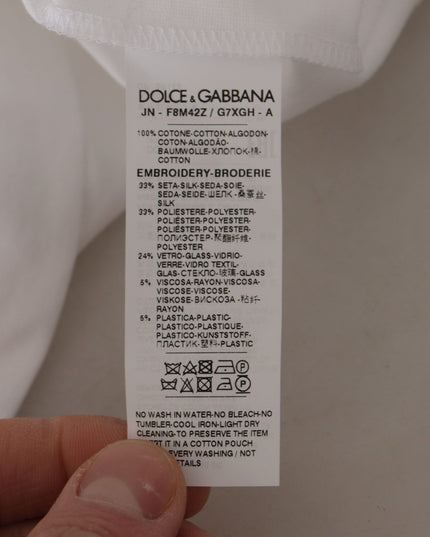 DOLCE & GABBANA
JN - F8M42Z / G7XGH - A
100% COTONE-COTTON-ALGODON-
COTON-ALGODÃO-
BAUMWOLLE-ХЛОПОК-棉-
COTTON
EMBROIDERY-BRODERIE
33% SETA-SILK-SEDA-SOIE-
SEDA-SEIDE-ШЕЛК-桑蚕丝-
SILK
33% POLIESTERE-POLYESTER-
POLIÉSTER-POLYESTER-
POLIÉSTER-POLYESTER-
ПОЛИЭСТЕР-聚酯纤维-
POLYESTER
24% VETRO-GLASS-VIDRIO-
VERRE-VIDRO TEXTIL-
GLAS-СТЕКЛО-玻璃-GLASS
5% VISCOSA-RAYON-VISCOSA-
VISCOSE-VISCOSE-
VISKOSE-ВИСКОЗА-粘纤-
RAYON
5% PLASTICA-PLASTIC-
PLASTICO-PLASTIQUE-
PLASTICO-KUNSTSTOFF-
ПЛАСТИК-塑料-PLASTIC
NO WASH IN WATER-NO BLEACH-NO
TUMBLER-COOL IRON-LIGHT DRY
CLEANING-TO PRESERVE THE ITEM
IT IN A COTTON POUCH
EVERY WASHING / NOT